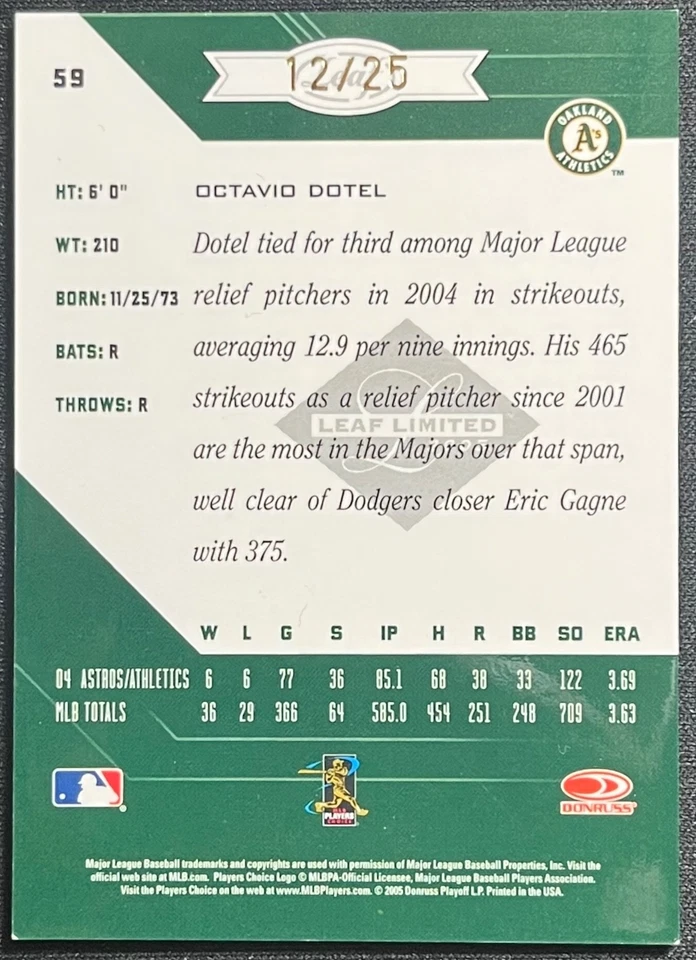 59
Leaf
12/25
OAKLAND
A's
ATHLETICS
TM
HT: 6' 0"
OCTAVIO DOTEL
WT: 210
BORN: 11/25/73
BATS: R
THROWS: R
Dotel tied for third among Major League
relief pitchers in 2004 in strikeouts,
averaging 12.9 per nine innings. His 465
strikeouts as a relief pitcher since 2001
are the most in the Majors over that span,
well clear of Dodgers closer Eric Gagne
with 375.
L
LEAF LIMITED
2005
W L G S IP H R BB SO ERA
04 ASTROS/ATHLETICS 6 6 77 36 85.1 68 38 33 122 3.69
MLB TOTALS 36 29 366 64 585.0 454 251 248 709 3.63
®
MLB
PLAYERS
CHOICE
DONRUSS®
Major League Baseball trademarks and copyrights are used with permission of Major League Baseball Properties, Inc. Visit the
official web site at MLB.com. Players Choice Logo © MLBPA-Official Licensee, Major League Baseball Players Association.
Visit the Players Choice on the web at www.MLBPlayers.com. © 2005 Donruss Playoff L.P. Printed in the USA.